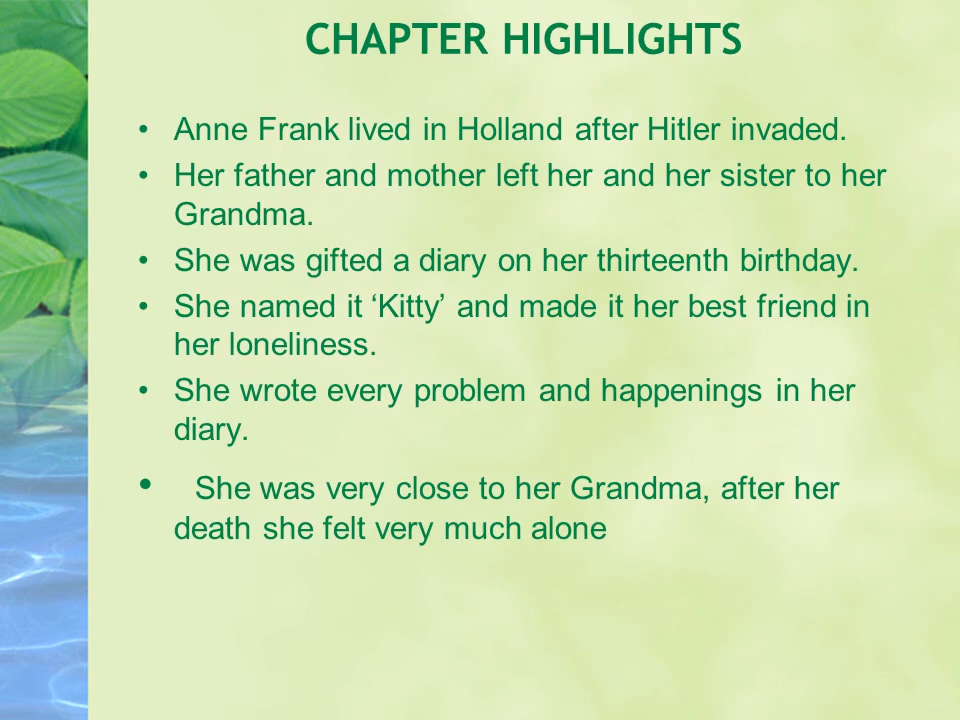 CHAPTER HIGHLIGHTS
• Anne Frank lived in Holland after Hitler invaded.
• Her father and mother left her and her sister to her
Grandma.
• She was gifted a diary on her thirteenth birthday.
• She named it ‘Kitty’ and made it her best friend in
her loneliness.
• She wrote every problem and happenings in her
diary.
• She was very close to her Grandma, after her
death she felt very much alone